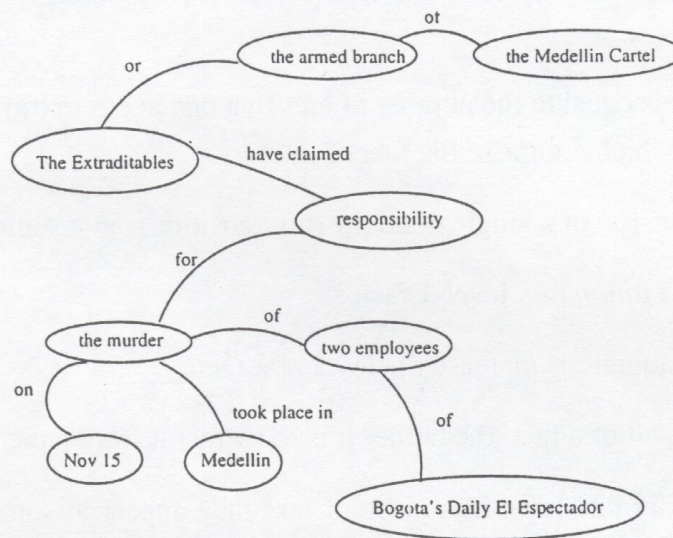 ot
the armed branch
the Medellin Cartel
or
The Extraditables
have claimed
responsibility
for
of
the murder
two employees
on
took place in
of
Nov 15
Medellin
Bogota's Daily El Espectador